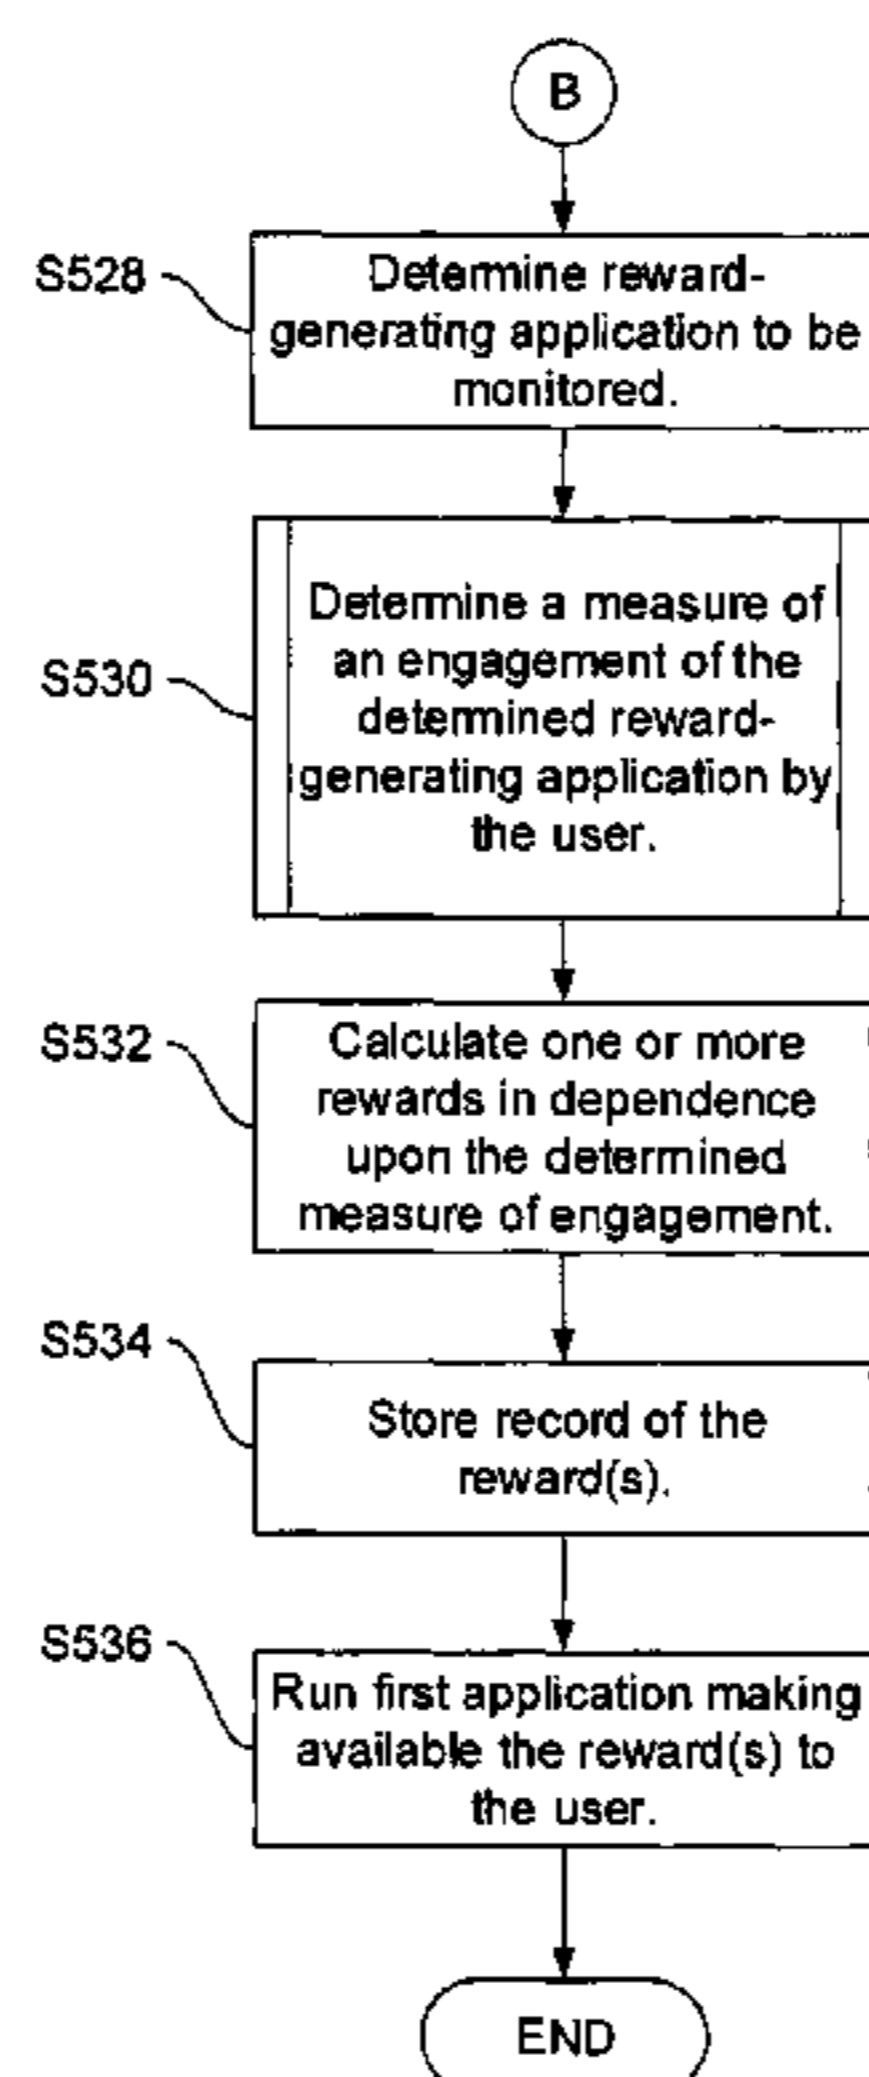 B
S528
Determine reward-
generating application to be
monitored.
S530
Determine a measure of
an engagement of the
determined reward-
generating application by
the user.
S532
Calculate one or more
rewards in dependence
upon the determined
measure of engagement.
S534
Store record of the
reward(s).
S536
Run first application making
available the reward(s) to
the user.
END